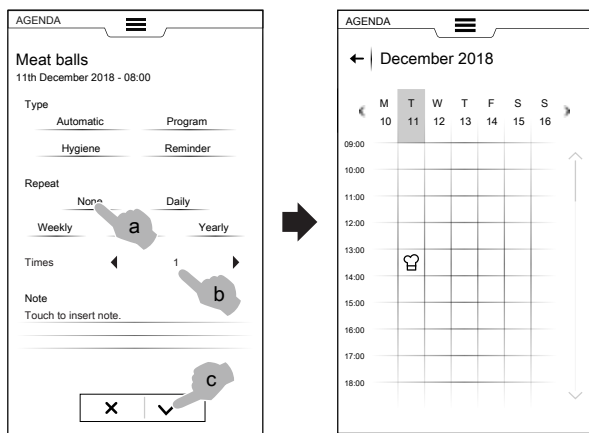 AGENDA
Meat balls
11th December 2018 - 08:00
Type
Automatic Program
Hygiene Reminder
Repeat
None Daily
a
Weekly Yearly
Times 1
b
Note
Touch to insert note.
c
AGENDA
December 2018
M T W T F S S
10 11 12 13 14 15 16
09:00
10:00
11:00
12:00
13:00
14:00
15:00
16:00
17:00
18:00